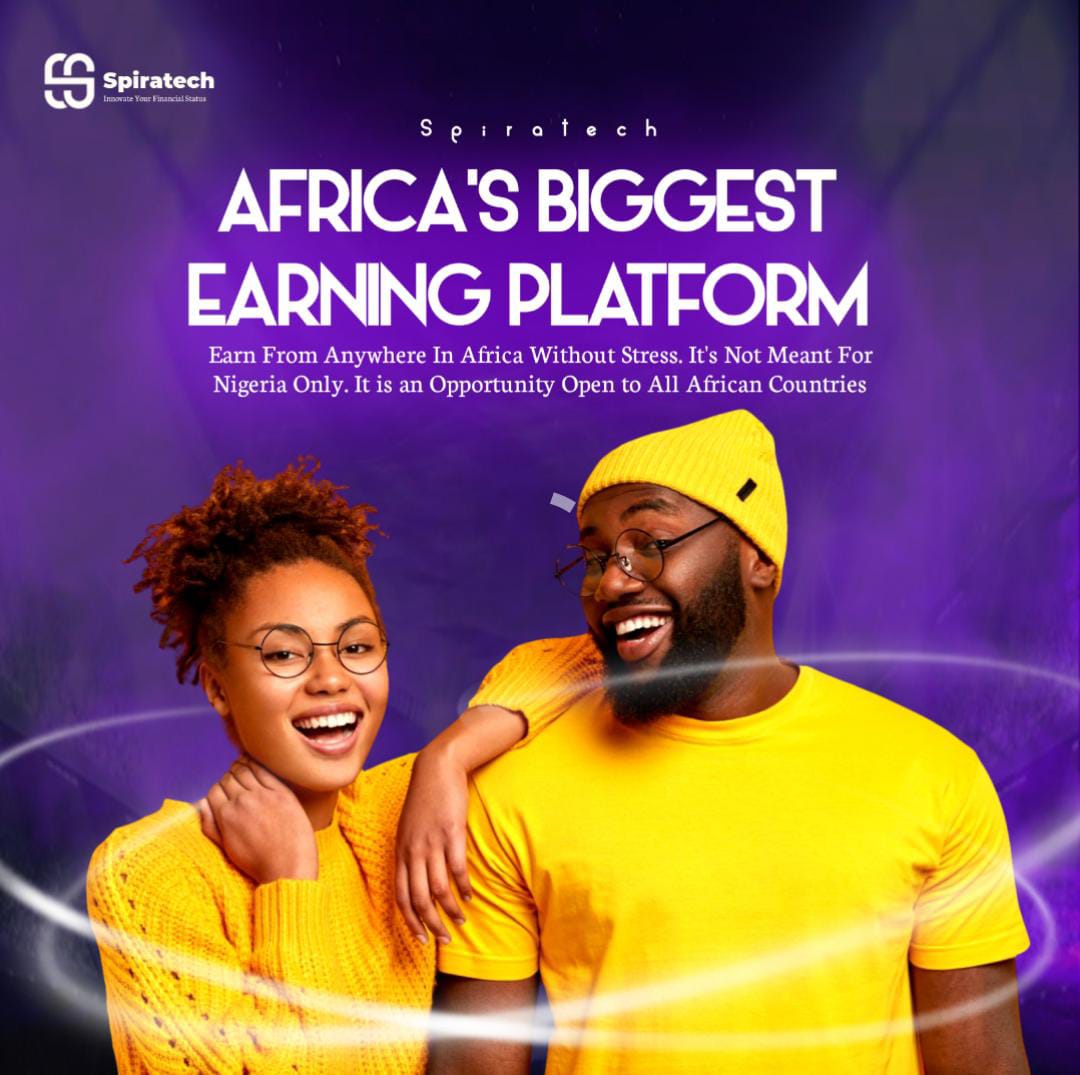 Spiratech
Innovate Your Financial Status
Spiratech
AFRICA'S BIGGEST
EARNING PLATFORM
Earn From Anywhere In Africa Without Stress. It's Not Meant For
Nigeria Only. It is an Opportunity Open to All African Countries